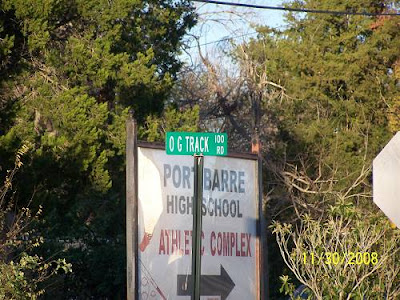 O G TRACK 100 RD
PORT BARRE
HIGH SCHOOL
ATHLETIC COMPLEX
11.30.2008